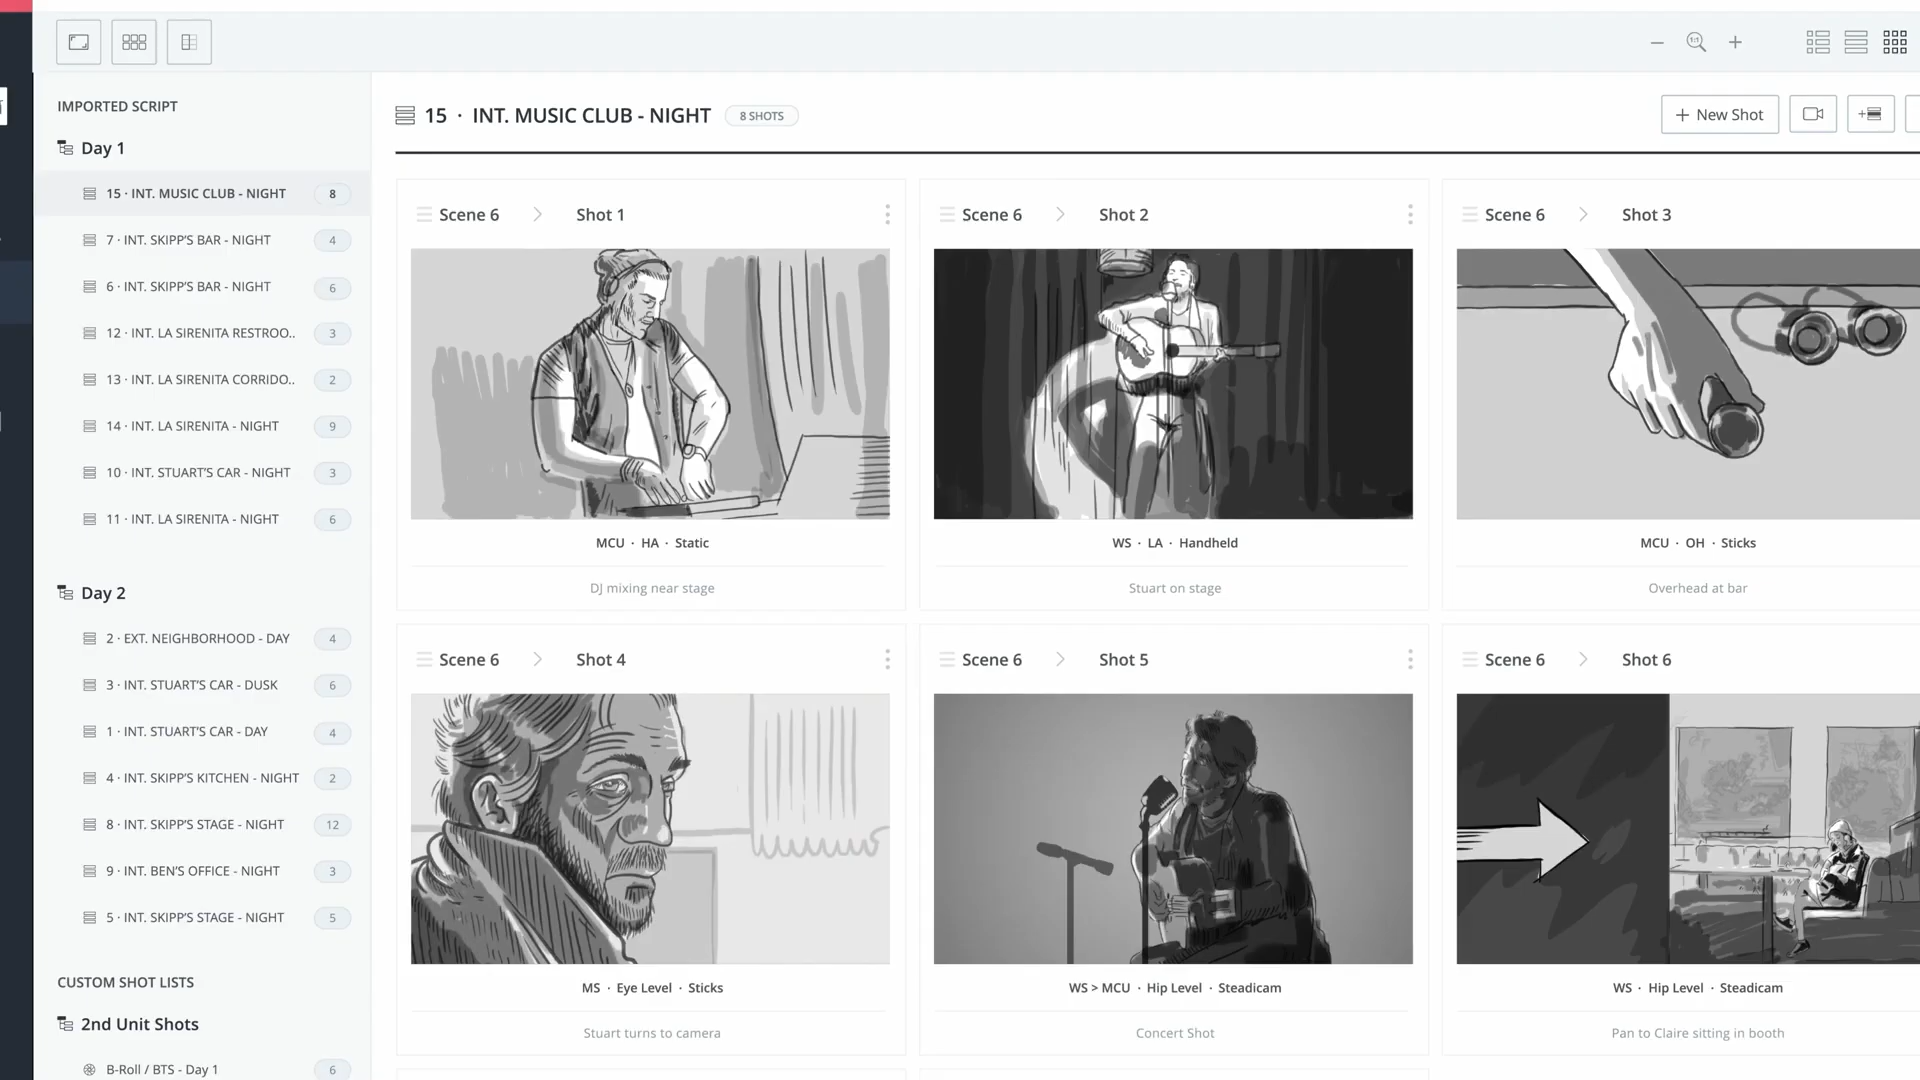 1:1
IMPORTED SCRIPT
Day 1
15 · INT. MUSIC CLUB - NIGHT 8
7 · INT. SKIPP'S BAR - NIGHT 4
6 · INT. SKIPP'S BAR - NIGHT 6
12 · INT. LA SIRENITA RESTROO.. 3
13 · INT. LA SIRENITA CORRIDO.. 2
14 · INT. LA SIRENITA - NIGHT 9
10 · INT. STUART'S CAR - NIGHT 3
11 · INT. LA SIRENITA - NIGHT 6
Day 2
2 · EXT. NEIGHBORHOOD - DAY 4
3 · INT. STUART'S CAR - DUSK 6
1 · INT. STUART'S CAR - DAY 4
4 · INT. SKIPP'S KITCHEN - NIGHT 2
8 · INT. SKIPP'S STAGE - NIGHT 12
9 · INT. BEN'S OFFICE - NIGHT 3
5 · INT. SKIPP'S STAGE - NIGHT 5
CUSTOM SHOT LISTS
2nd Unit Shots
B-Roll / BTS - Day 1 6
15 · INT. MUSIC CLUB - NIGHT 8 SHOTS
+ New Shot
Scene 6 > Shot 1
MCU · HA · Static
DJ mixing near stage
Scene 6 > Shot 2
WS · LA · Handheld
Stuart on stage
Scene 6 > Shot 3
MCU · OH · Sticks
Overhead at bar
Scene 6 > Shot 4
MS · Eye Level · Sticks
Stuart turns to camera
Scene 6 > Shot 5
WS > MCU · Hip Level · Steadicam
Concert Shot
Scene 6 > Shot 6
WS · Hip Level · Steadicam
Pan to Claire sitting in booth